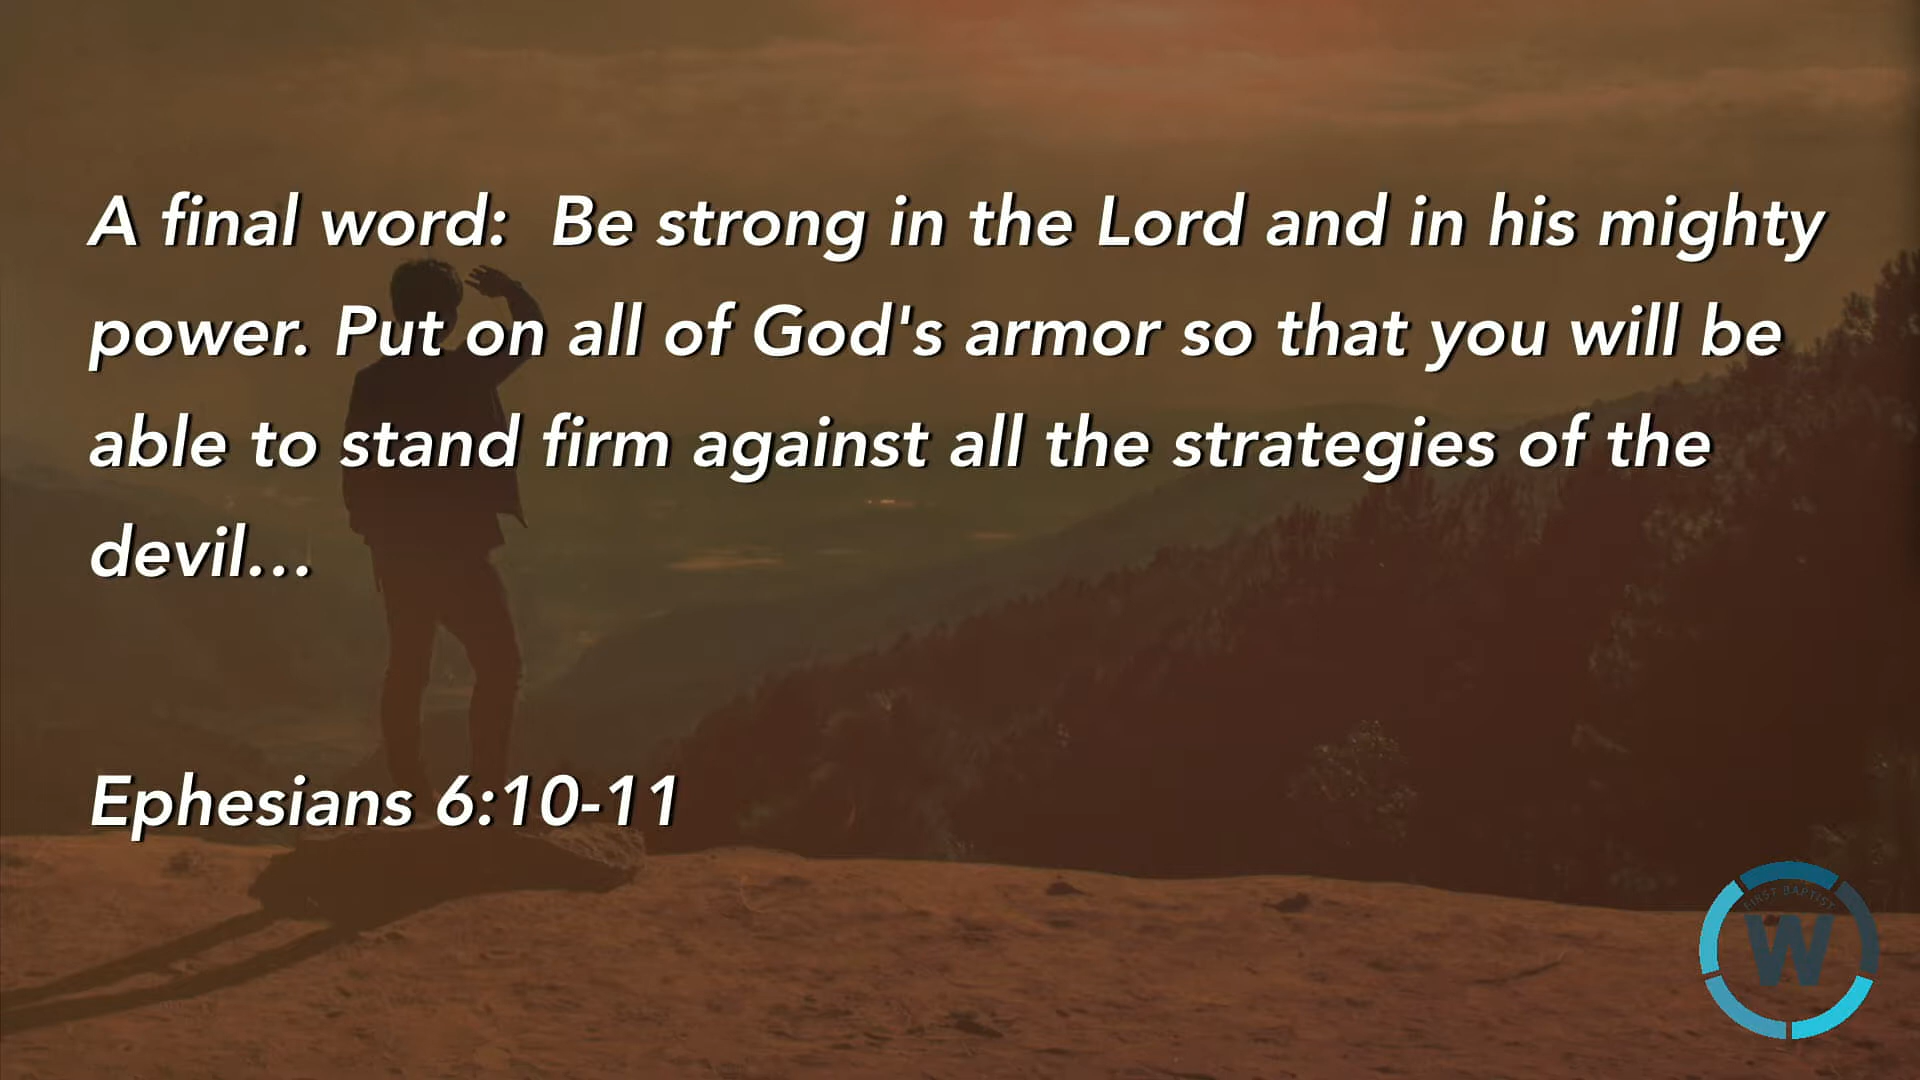 A final word:  Be strong in the Lord and in his mighty
power. Put on all of God's armor so that you will be
able to stand firm against all the strategies of the
devil…
Ephesians 6:10-11
FIRST BAPTIST
W